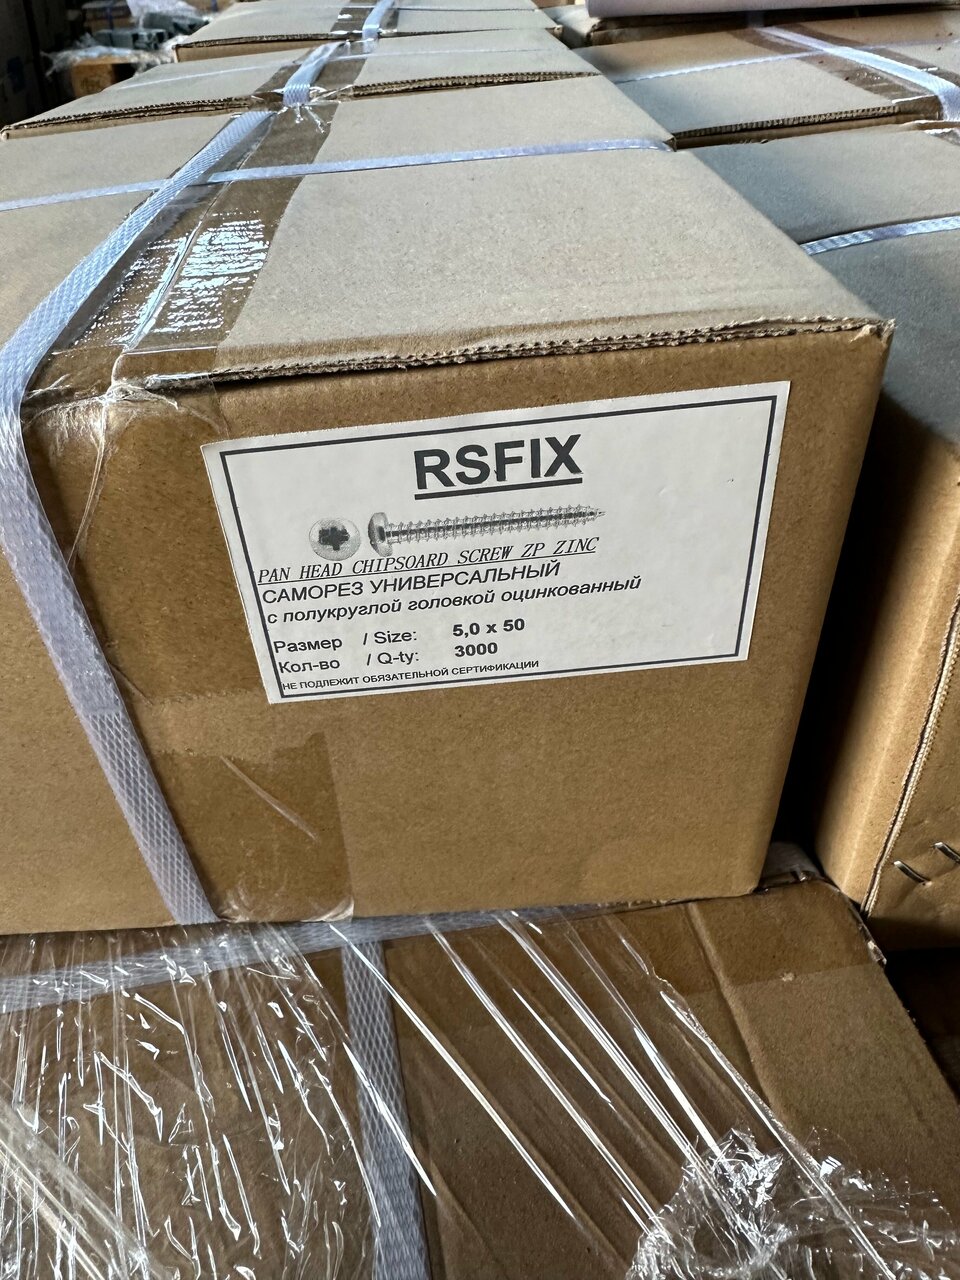 RSFIX
PAN HEAD CHIPSOARD SCREW ZP ZINC
САМОРЕЗ УНИВЕРСАЛЬНЫЙ
с полукруглой головкой оцинкованный
Размер / Size: 5,0 x 50
Кол-во / Q-ty: 3000
НЕ ПОДЛЕЖИТ ОБЯЗАТЕЛЬНОЙ СЕРТИФИКАЦИИ